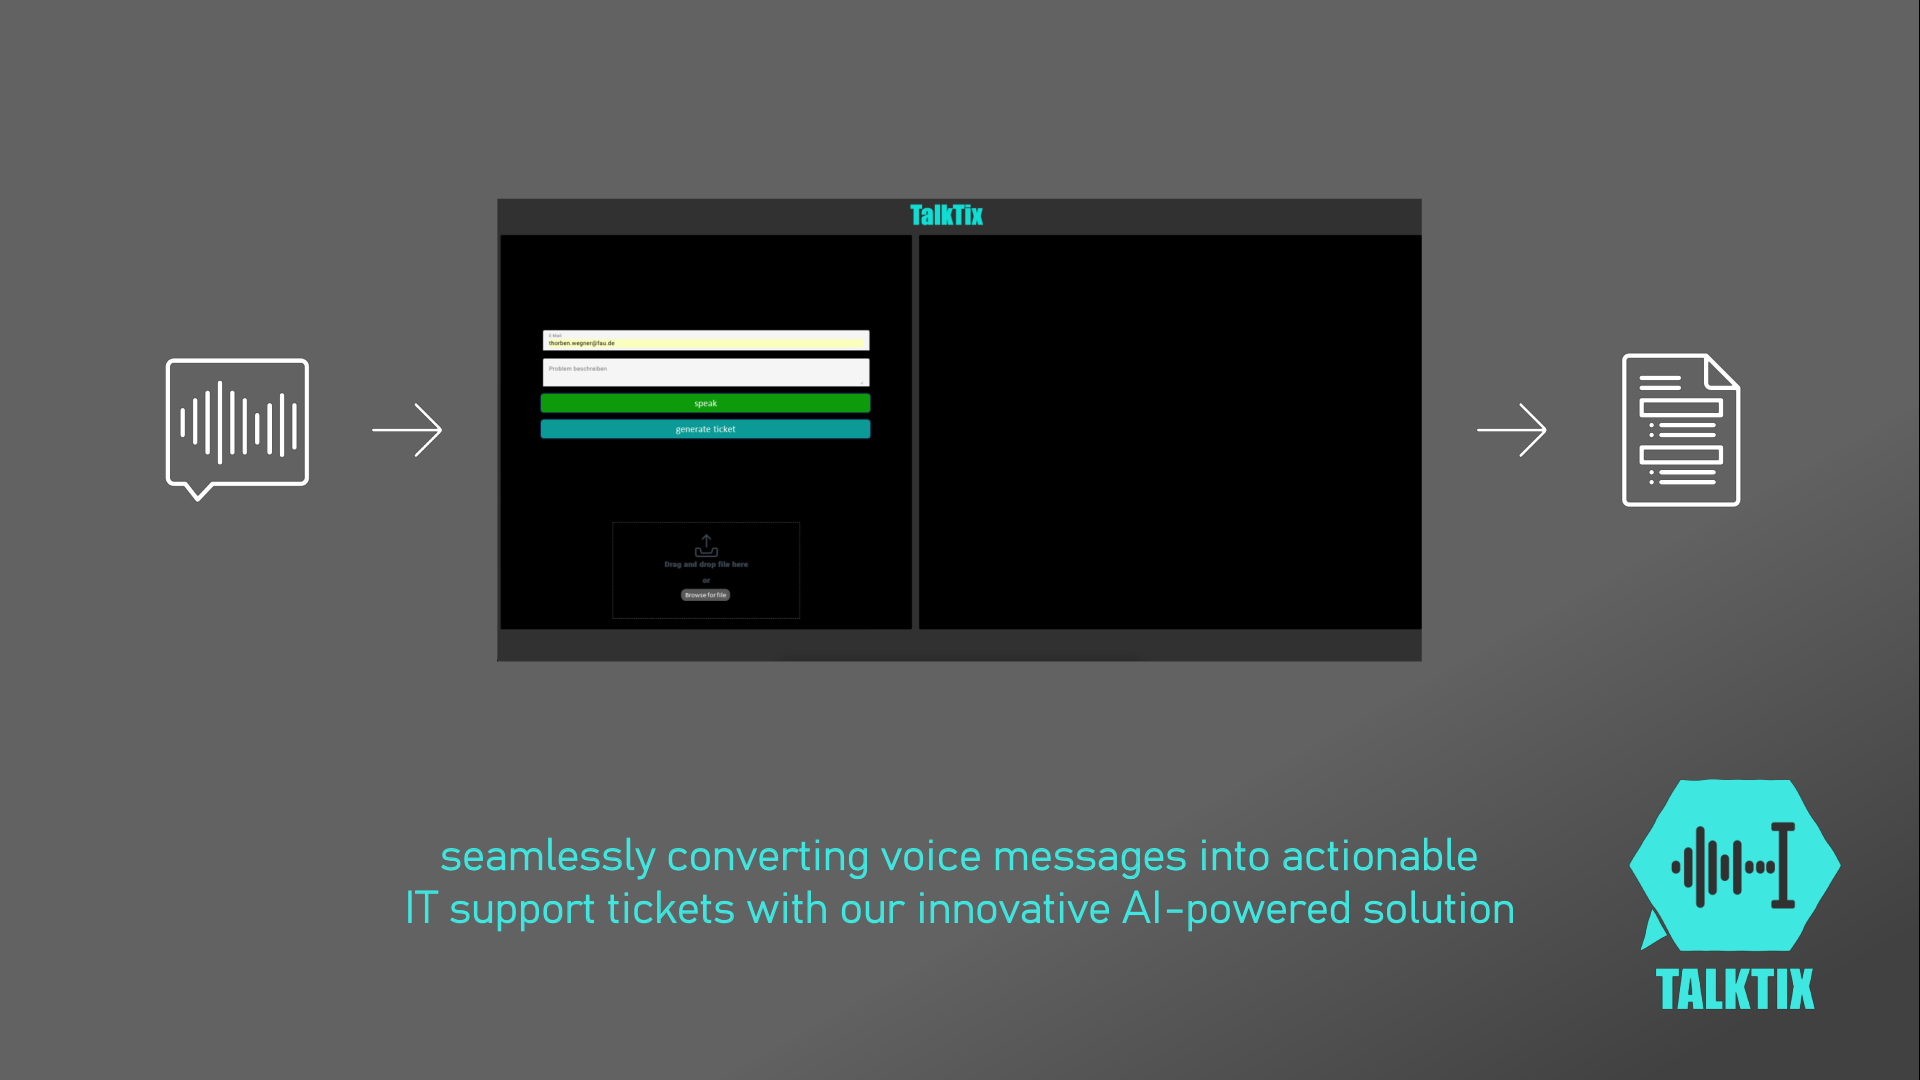 TalkTix
E-Mail
thorben.wegner@fau.de
Problem beschreiben
speak
generate ticket
Drag and drop file here
or
Browse for file
seamlessly converting voice messages into actionable
IT support tickets with our innovative AI-powered solution
TALKTIX